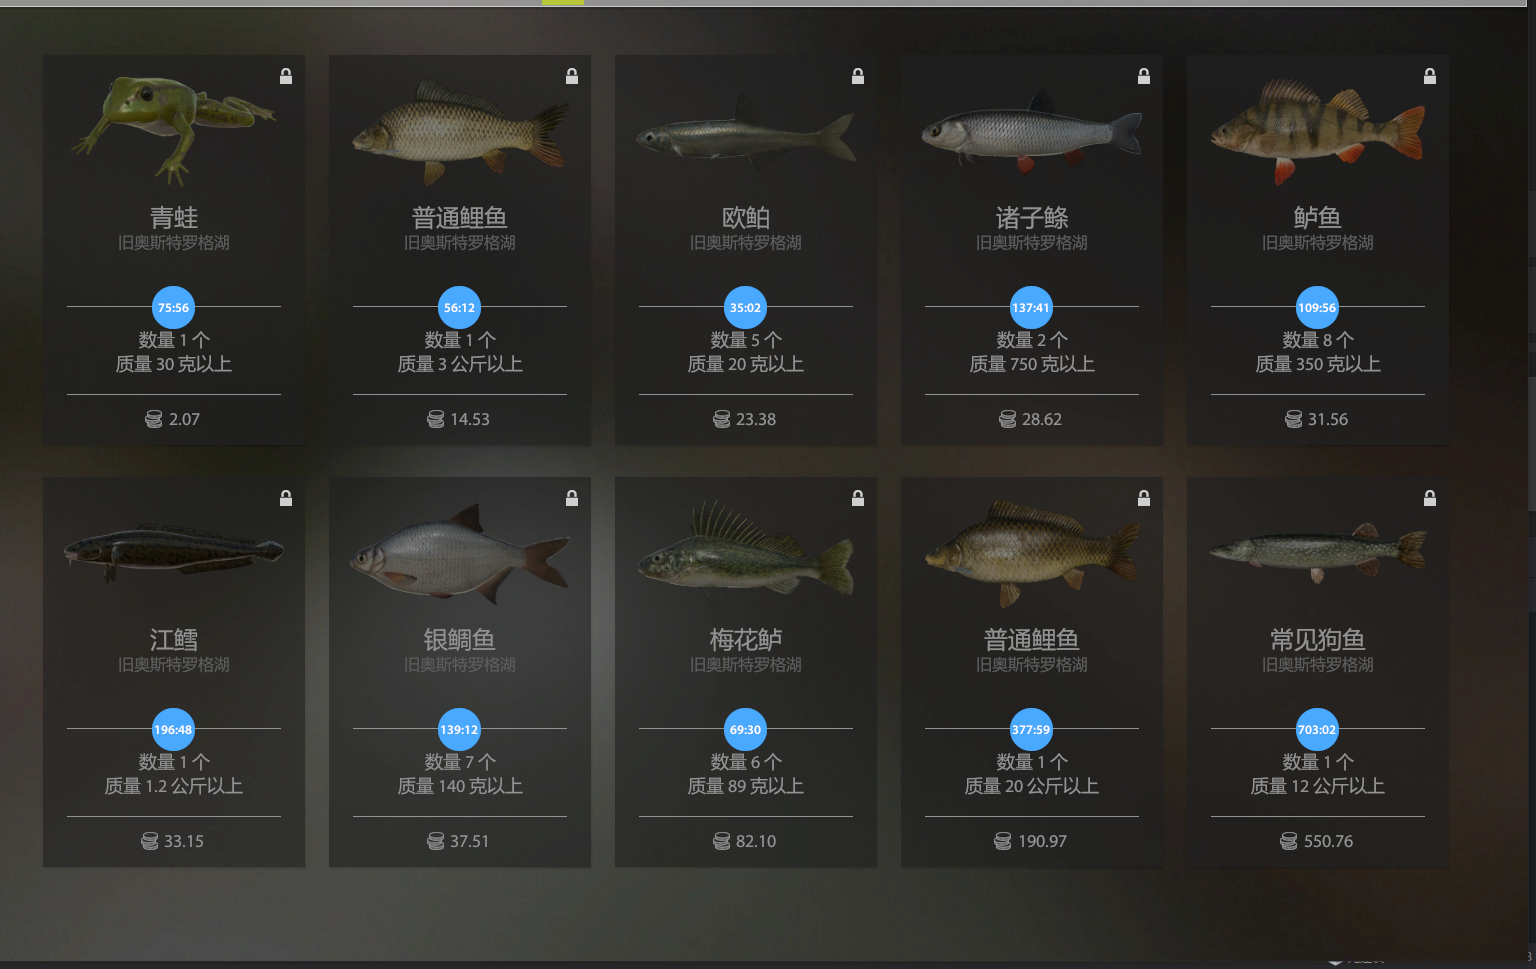 青蛙
旧奥斯特罗格湖
75:56
数量 1 个
质量 30 克以上
2.07
普通鲤鱼
旧奥斯特罗格湖
56:12
数量 1 个
质量 3 公斤以上
14.53
欧鲌
旧奥斯特罗格湖
35:02
数量 5 个
质量 20 克以上
23.38
诸子鲦
旧奥斯特罗格湖
137:41
数量 2 个
质量 750 克以上
28.62
鲈鱼
旧奥斯特罗格湖
109:56
数量 8 个
质量 350 克以上
31.56
江鳕
旧奥斯特罗格湖
196:48
数量 1 个
质量 1.2 公斤以上
33.15
银鲷鱼
旧奥斯特罗格湖
139:12
数量 7 个
质量 140 克以上
37.51
梅花鲈
旧奥斯特罗格湖
69:30
数量 6 个
质量 89 克以上
82.10
普通鲤鱼
旧奥斯特罗格湖
377:59
数量 1 个
质量 20 公斤以上
190.97
常见狗鱼
旧奥斯特罗格湖
703:02
数量 1 个
质量 12 公斤以上
550.76